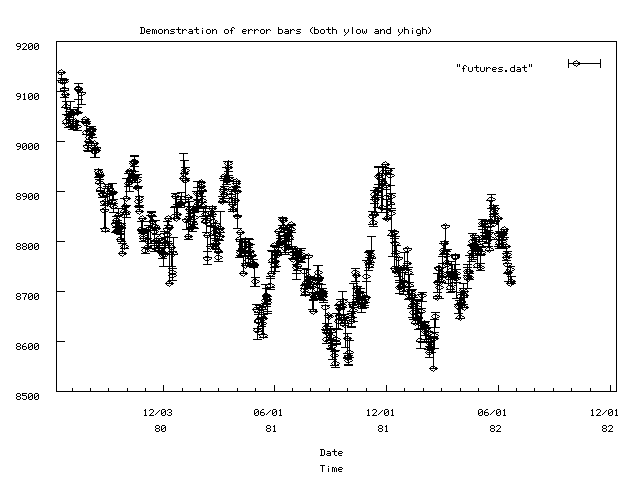 Demonstration of error bars (both ylow and yhigh)
9200
"futures.dat"
9100
9000
8900
8800
8700
8600
8500
12/03 06/01 12/01 06/01 12/01
80 81 81 82 82
Date
Time